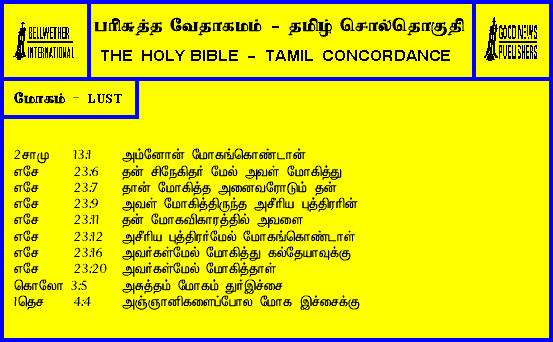 BELLWETHER
INTERNATIONAL
பரிசுத்த வேதாகமம் - தமிழ் சொல்தொகுதி
THE HOLY BIBLE - TAMIL CONCORDANCE
GOOD NEWS
PUBLISHERS
மோகம் - LUST
2சாமு 13:1 அம்னோன் மோகங்கொண்டான்
எசே 23:6 தன் சிநேகிதர் மேல் அவள் மோகித்து
எசே 23:7 தான் மோகித்த அனைவரோடும் தன்
எசே 23:9 அவள் மோகித்திருந்த அசீரிய புத்திரரின்
எசே 23:11 தன் மோகவிகாரத்தில் அவளை
எசே 23:12 அசீரிய புத்திரர்மேல் மோகங்கொண்டாள்
எசே 23:16 அவர்கள்மேல் மோகித்து கல்தேயாவுக்கு
எசே 23:20 அவர்கள்மேல் மோகித்தாள்
கொலோ 3:5 அசுத்தம் மோகம் துர்இச்சை
1தெச 4:4 அஞ்ஞானிகளைப்போல மோக இச்சைக்கு